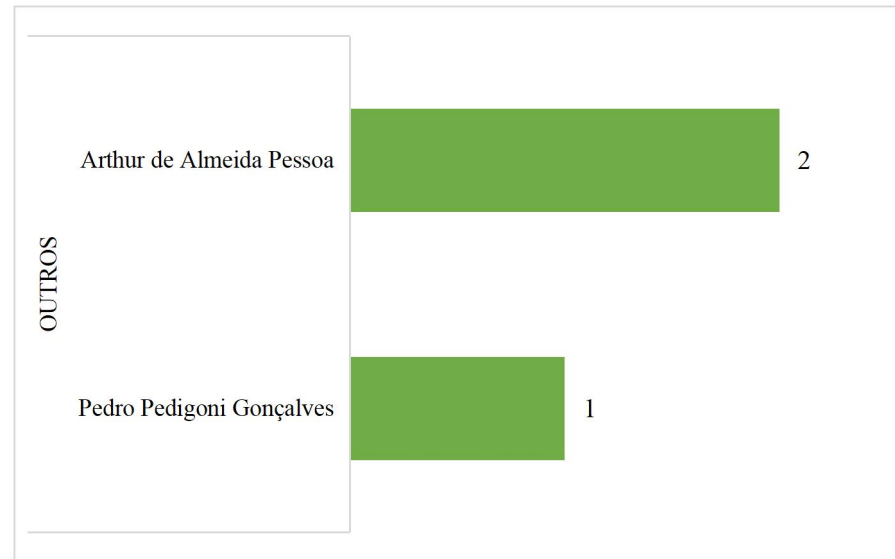 OUTROS
Arthur de Almeida Pessoa
2
Pedro Pedigoni Gonçalves
1